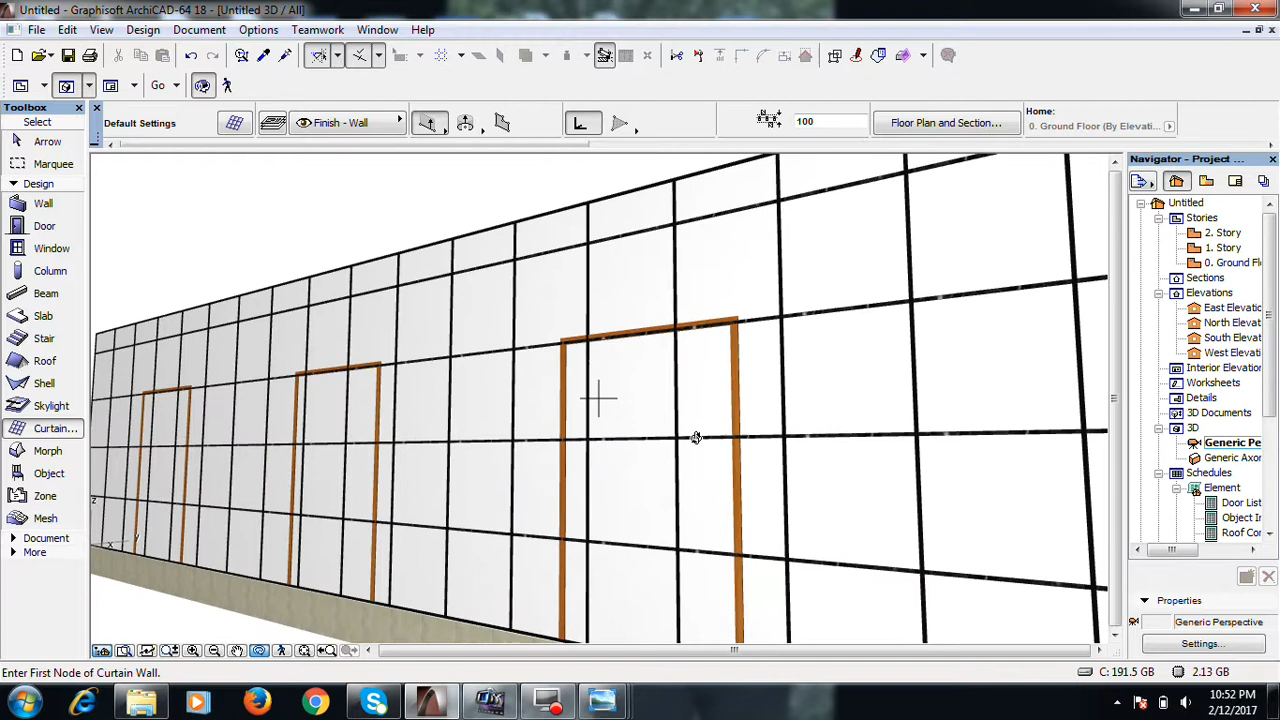 Untitled - Graphisoft ArchiCAD-64 18 - [Untitled 3D / All]
File Edit View Design Options Teamwork Window Help
Go
Toolbox
Select
Arrow
Marquee
Design
Wall
Door
Window
Column
Beam
Slab
Stair
Roof
Shell
Skylight
Curtain...
Morph
Object
Zone
Mesh
Document
More
Default Settings
Finish - Wall
100
Floor Plan and Section...
Home:
0. Ground Floor (By Elevati...
z
x
Navigator - Project ...
Untitled
Stories
2. Story
1. Story
0. Ground Fl
Sections
Elevations
East Elevatio
North Elevat
South Elevat
West Elevati
Interior Elevation
Worksheets
Details
3D Documents
3D
Generic Pe
Generic Axon
Schedules
Element
Door List
Object In
Roof Cor
Properties
Generic Perspective
Settings...
Enter First Node of Curtain Wall.
C: 191.5 GB
2.13 GB
10:52 PM
2/12/2017